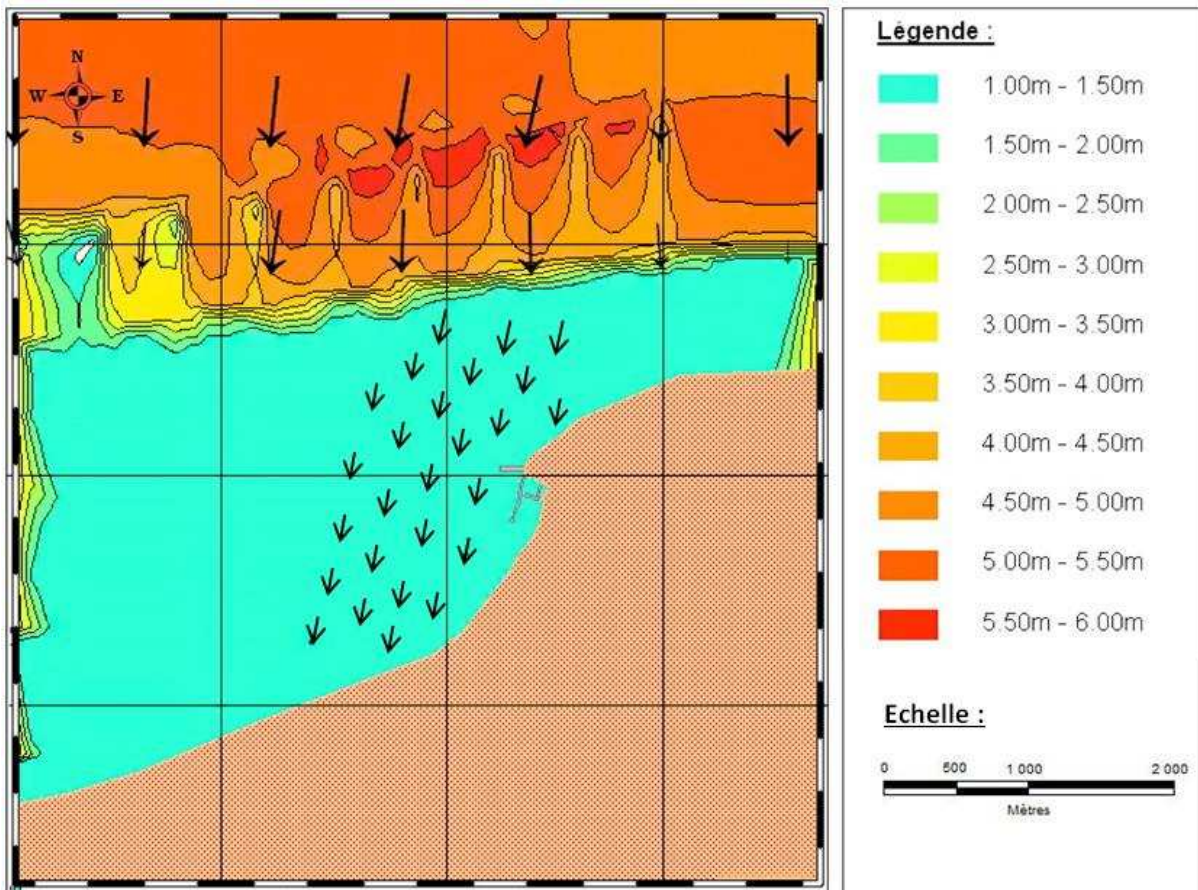 N
W E
S
Légende :
1.00m - 1.50m
1.50m - 2.00m
2.00m - 2.50m
2.50m - 3.00m
3.00m - 3.50m
3.50m - 4.00m
4.00m - 4.50m
4.50m - 5.00m
5.00m - 5.50m
5.50m - 6.00m
Echelle :
0 500 1 000 2 000
Mètres